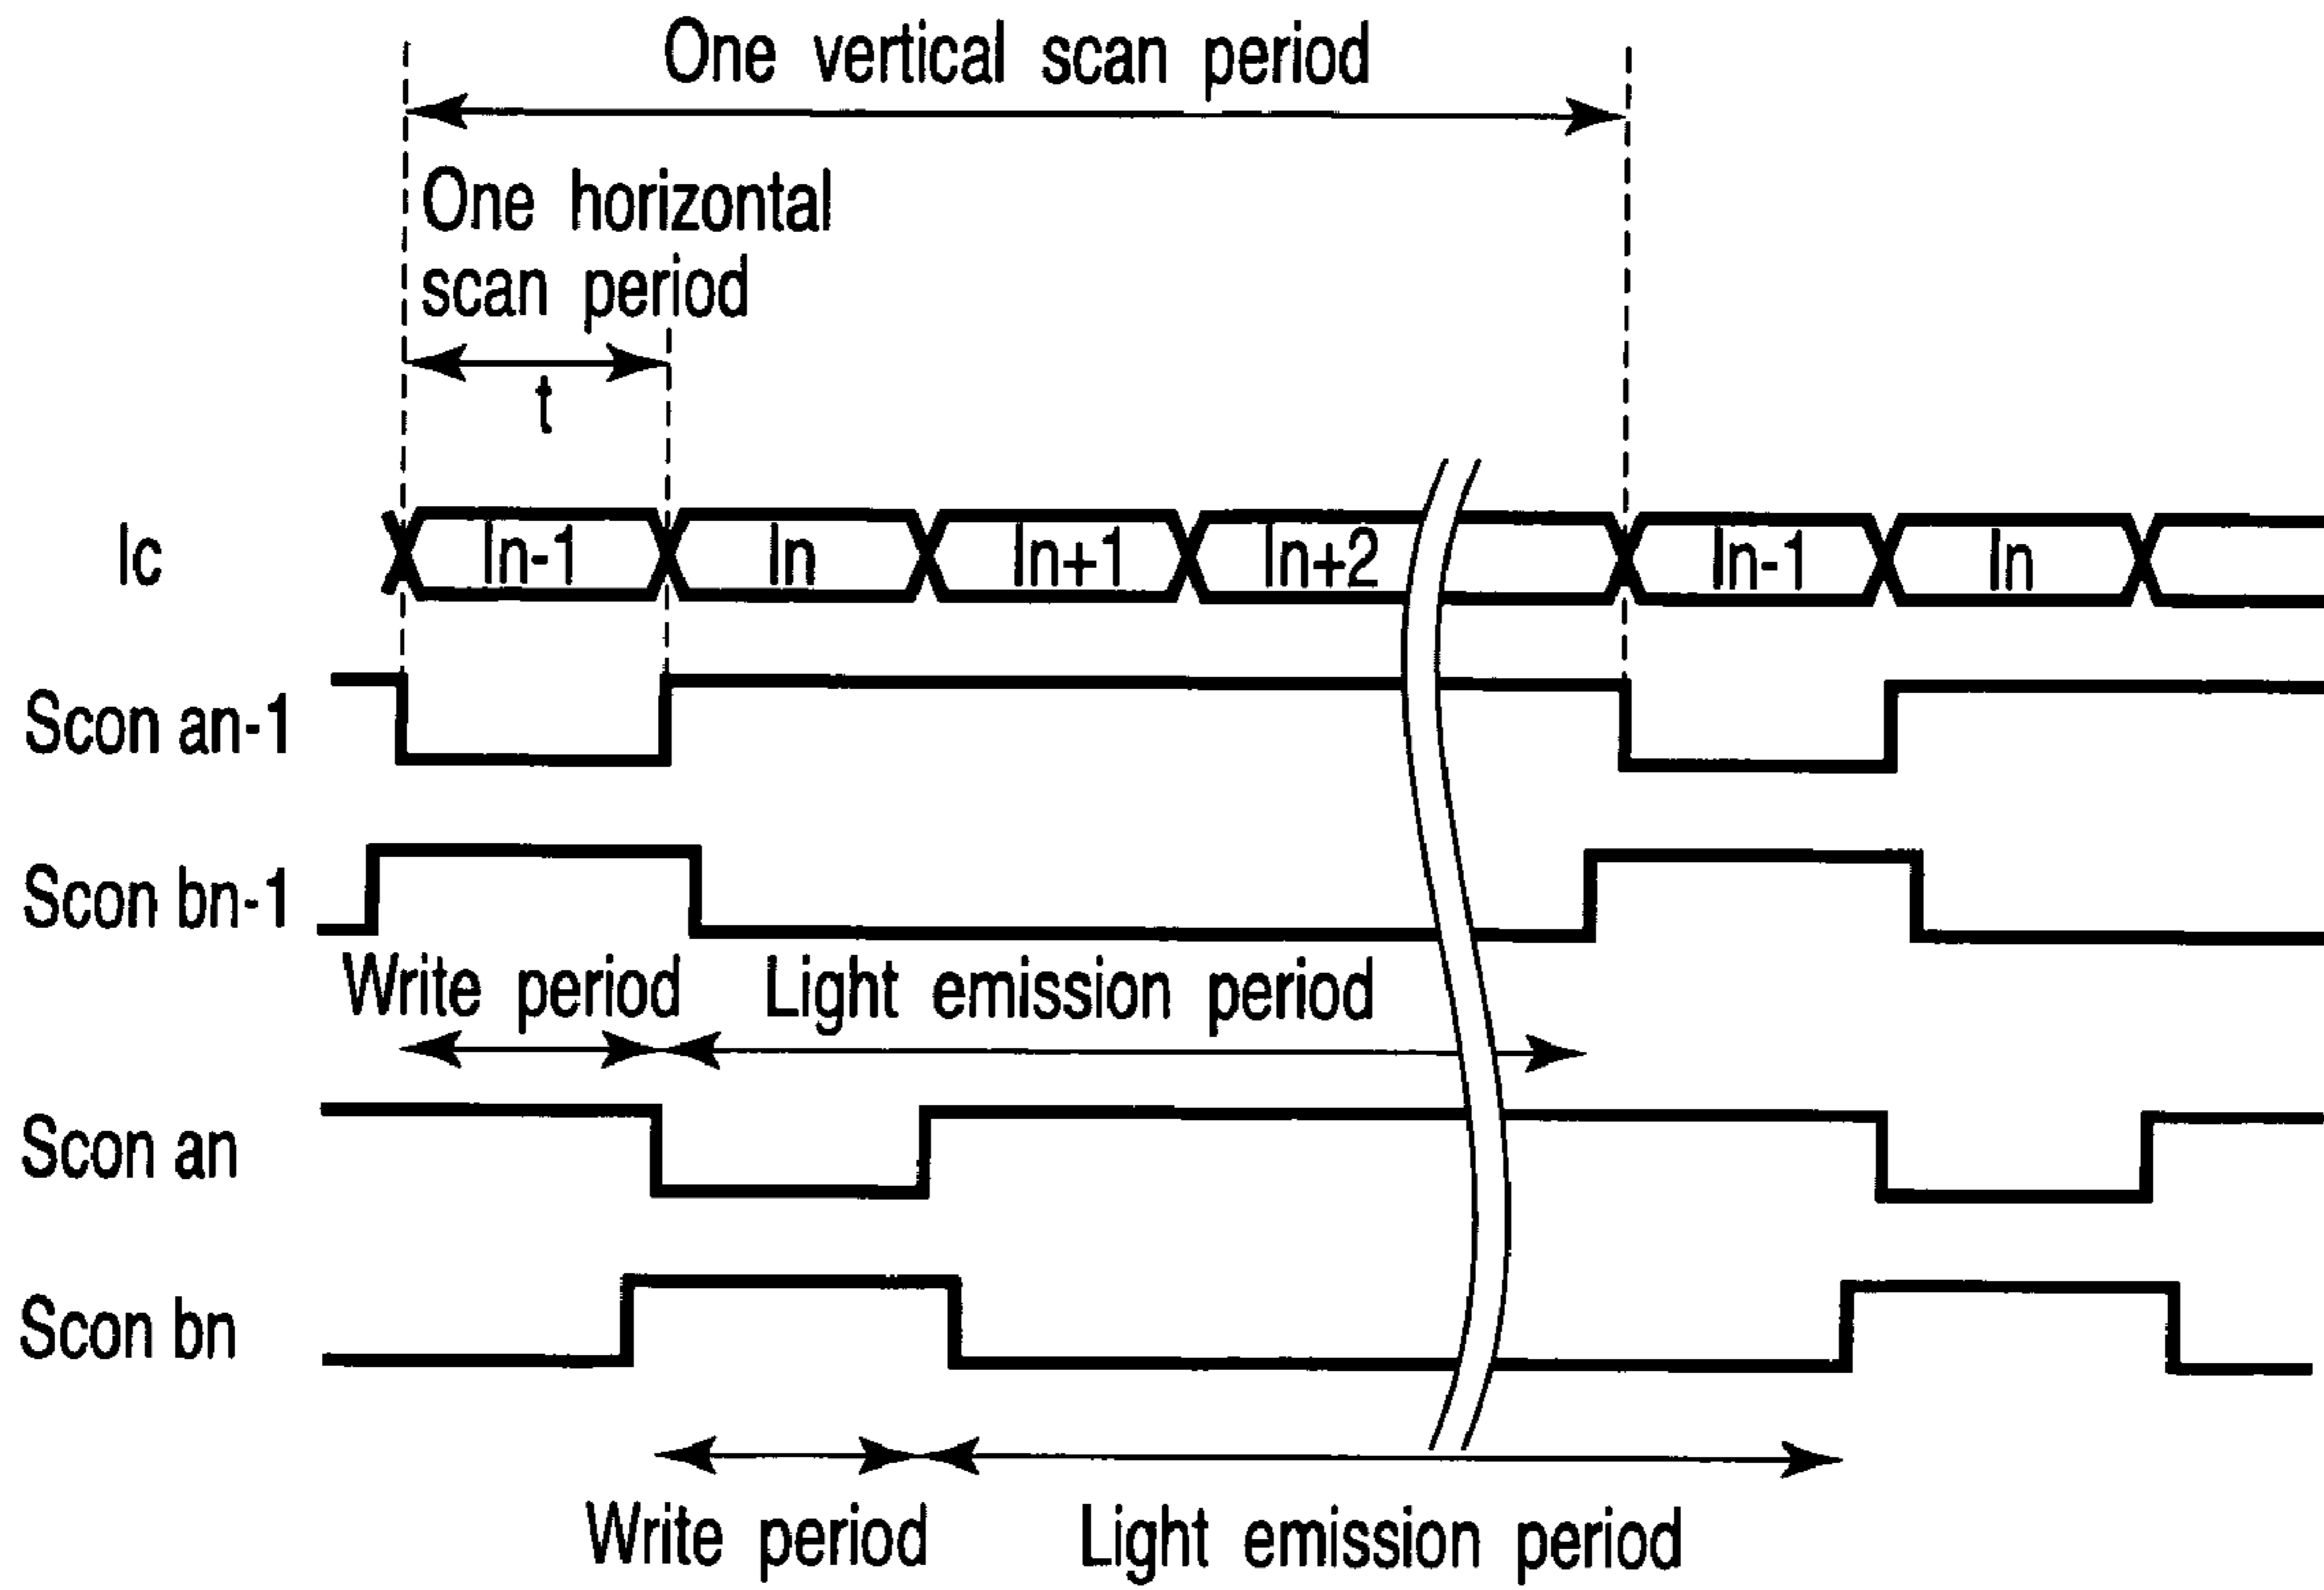 One vertical scan period
One horizontal
scan period
t
Ic In-1 In In+1 In+2 In-1 In
Scon an-1
Scon bn-1
Write period Light emission period
Scon an
Scon bn
Write period Light emission period